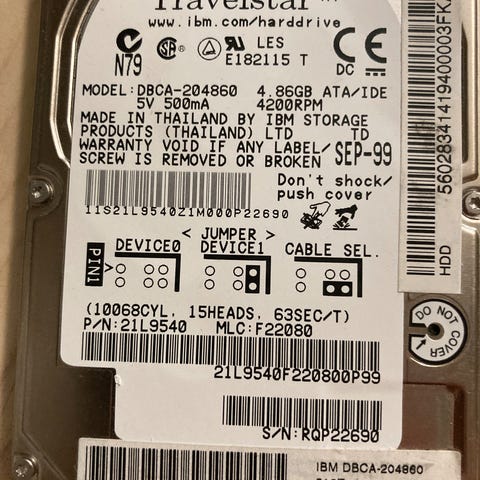 Travelstar™
www.ibm.com/harddrive
N79
LES
E182115 T
CE
DC
MODEL:DBCA-204860 4.86GB ATA/IDE
5V 500mA 4200RPM
MADE IN THAILAND BY IBM STORAGE
PRODUCTS (THAILAND) LTD TD
WARRANTY VOID IF ANY LABEL/
SCREW IS REMOVED OR BROKEN
SEP-99
Don't shock/
push cover
11S21L9540Z1M000P22690
< JUMPER >
DEVICE0 DEVICE1 CABLE SEL.
PIN1
(10068CYL, 15HEADS, 63SEC/T)
P/N:21L9540 MLC:F22080
21L9540F220800P99
S/N:RQP22690
DO NOT COVER
HDD
IBM DBCA-204860